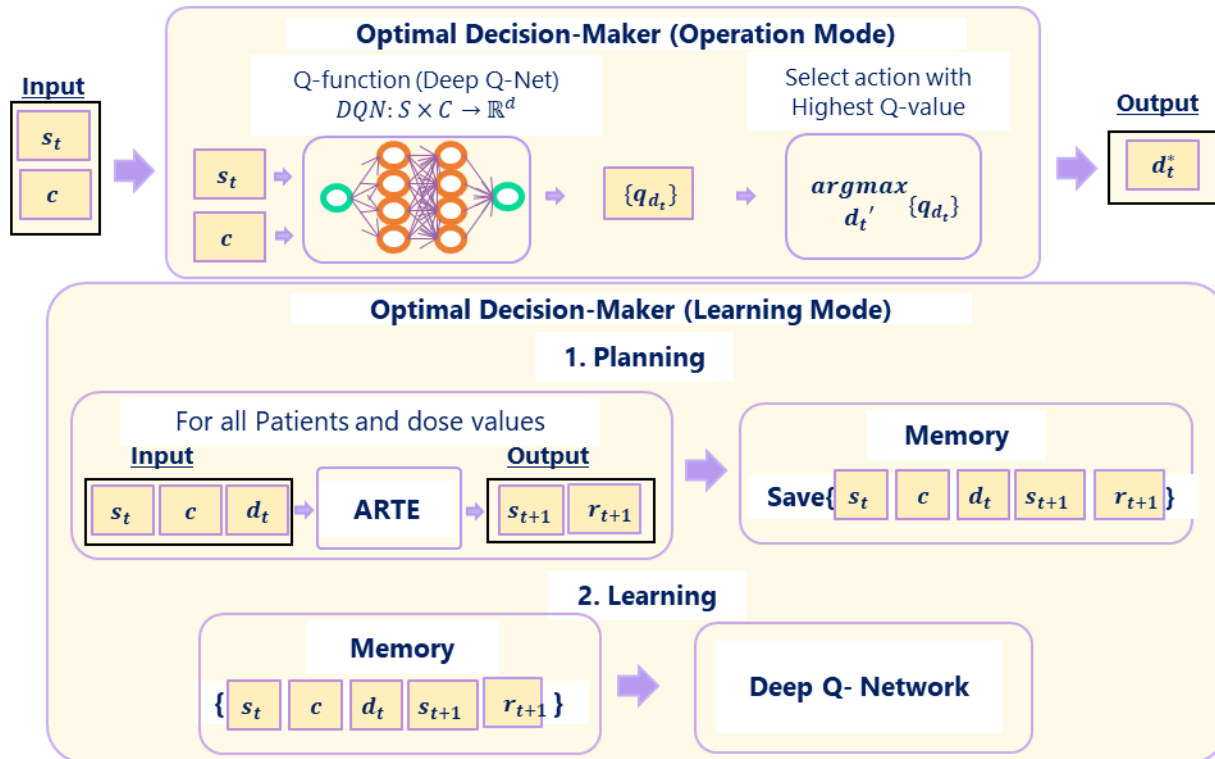 Optimal Decision-Maker (Operation Mode)
Input
s_t
c
Q-function (Deep Q-Net)
DQN: S × C → ℝ^d
s_t
c
{q_{d_t}}
Select action with
Highest Q-value
argmax {q_{d_t}}
d_t'
Output
d_t^*
Optimal Decision-Maker (Learning Mode)
1. Planning
For all Patients and dose values
Input
s_t c d_t
ARTE
Output
s_{t+1} r_{t+1}
Memory
Save{ s_t c d_t s_{t+1} r_{t+1} }
2. Learning
Memory
{ s_t c d_t s_{t+1} r_{t+1} }
Deep Q- Network